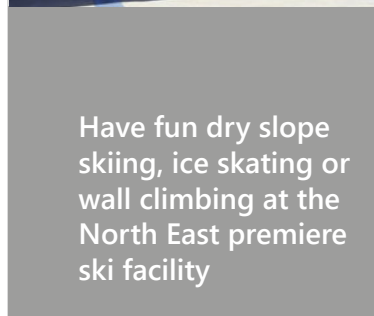 Have fun dry slope
skiing, ice skating or
wall climbing at the
North East premiere
ski facility